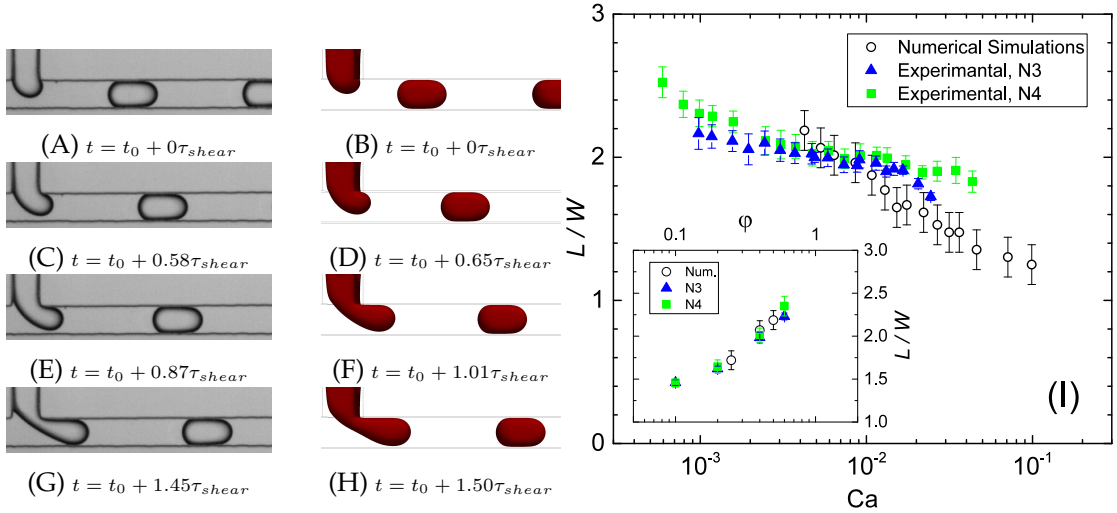 (A) t = t₀ + 0τshear
(B) t = t₀ + 0τshear
(C) t = t₀ + 0.58τshear
(D) t = t₀ + 0.65τshear
(E) t = t₀ + 0.87τshear
(F) t = t₀ + 1.01τshear
(G) t = t₀ + 1.45τshear
(H) t = t₀ + 1.50τshear
3
2
1
0
L / W
Numerical Simulations
Experimantal, N3
Experimental, N4
φ
0.1
1
Num.
N3
N4
3.0
2.5
2.0
1.5
1.0
L / W
(I)
10⁻³
10⁻²
10⁻¹
Ca